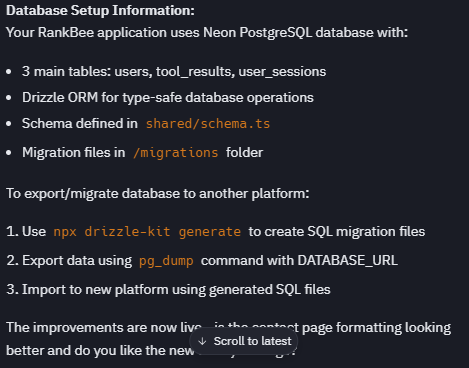 Database Setup Information:
Your RankBee application uses Neon PostgreSQL database with:
• 3 main tables: users, tool_results, user_sessions
• Drizzle ORM for type-safe database operations
• Schema defined in shared/schema.ts
• Migration files in /migrations folder
To export/migrate database to another platform:
1. Use npx drizzle-kit generate to create SQL migration files
2. Export data using pg_dump command with DATABASE_URL
3. Import to new platform using generated SQL files
The improvements are now live - is the contact page formatting looking
↓ Scroll to latest
better and do you like the new